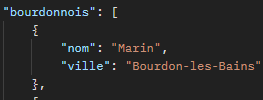 "bourdonnois": [
{
"nom": "Marin",
"ville": "Bourdon-les-Bains"
},